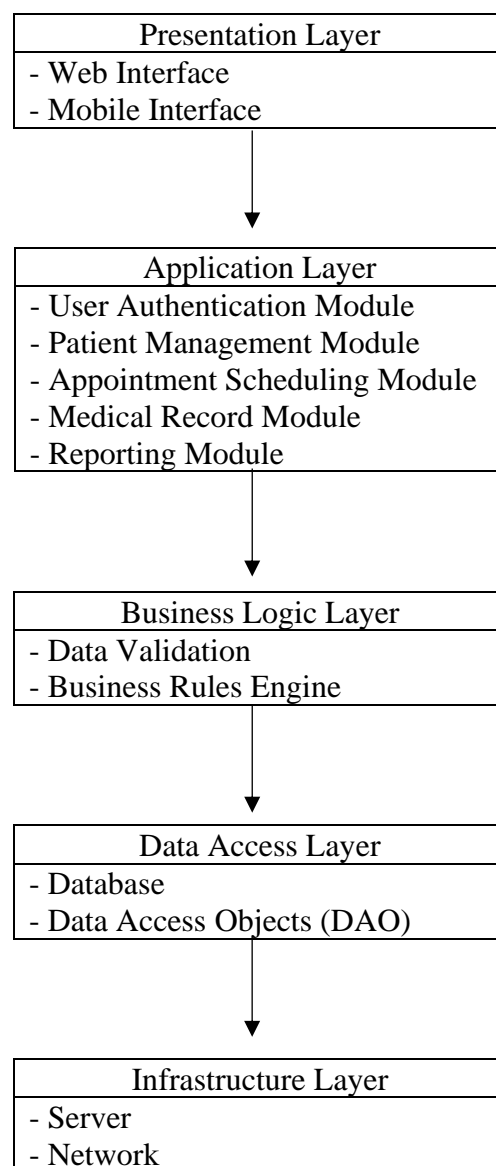 Presentation Layer
- Web Interface
- Mobile Interface
Application Layer
- User Authentication Module
- Patient Management Module
- Appointment Scheduling Module
- Medical Record Module
- Reporting Module
Business Logic Layer
- Data Validation
- Business Rules Engine
Data Access Layer
- Database
- Data Access Objects (DAO)
Infrastructure Layer
- Server
- Network